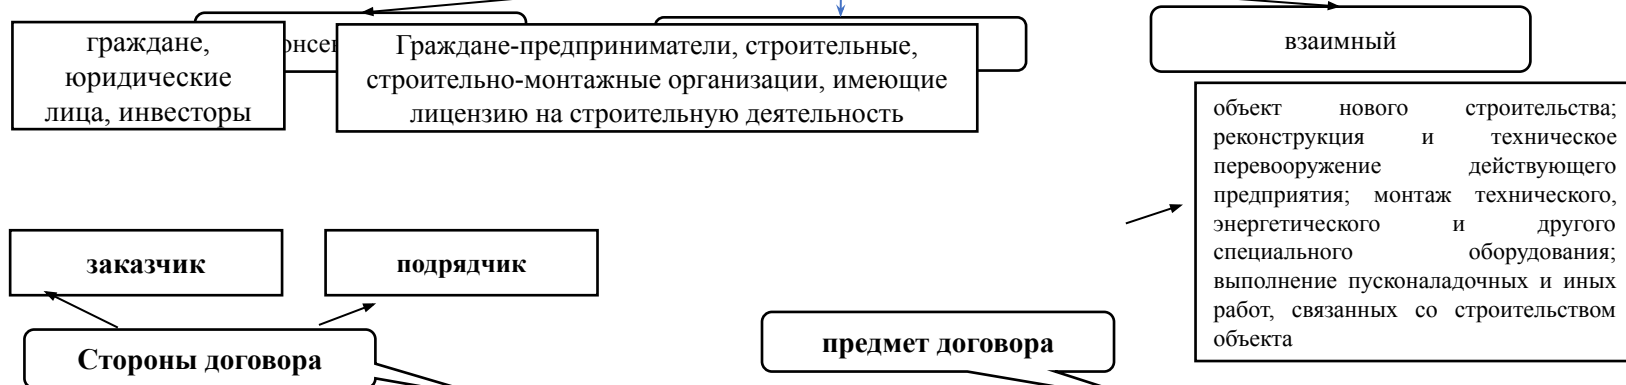 граждане,
юридические
лица, инвесторы
Граждане-предприниматели, строительные,
строительно-монтажные организации, имеющие
лицензию на строительную деятельность
взаимный
объект нового строительства;
реконструкция и техническое
перевооружение действующего
предприятия; монтаж технического,
энергетического и другого
специального оборудования;
выполнение пусконаладочных и иных
работ, связанных со строительством
объекта
заказчик
подрядчик
Стороны договора
предмет договора